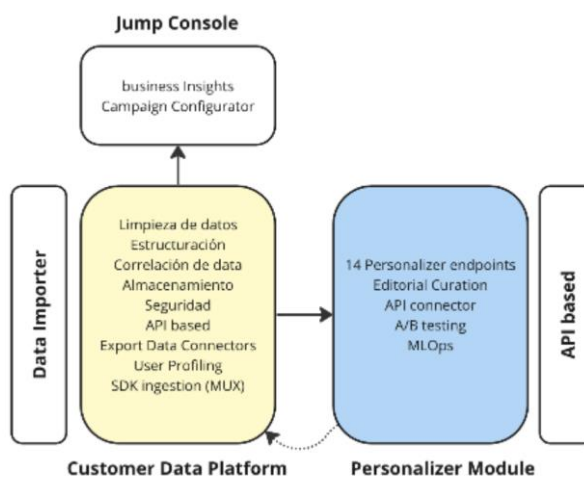 Jump Console
business Insights
Campaign Configurator
Data Importer
Limpieza de datos
Estructuración
Correlación de data
Almacenamiento
Seguridad
API based
Export Data Connectors
User Profiling
SDK ingestion (MUX)
14 Personalizer endpoints
Editorial Curation
API connector
A/B testing
MLOps
API based
Customer Data Platform
Personalizer Module